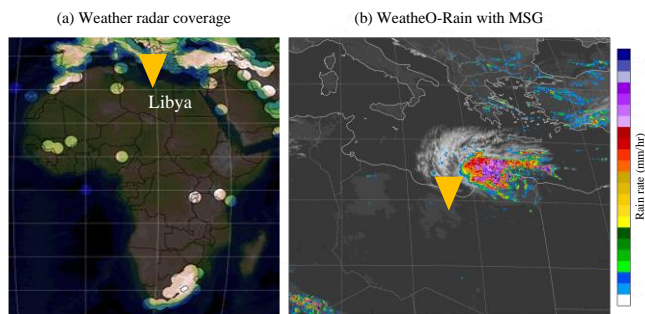 (a) Weather radar coverage
(b) WeatheO-Rain with MSG
Libya
Rain rate (mm/hr)